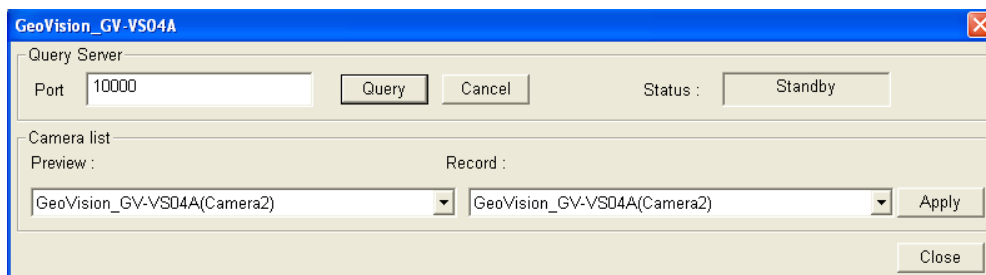 GeoVision_GV-VS04A
Query Server
Port 10000 Query Cancel Status : Standby
Camera list
Preview : Record :
GeoVision_GV-VS04A(Camera2) GeoVision_GV-VS04A(Camera2) Apply
Close